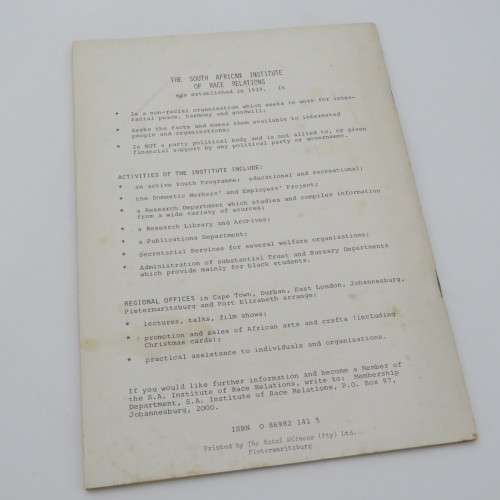 THE SOUTH AFRICAN INSTITUTE
OF RACE RELATIONS
was established in 1929. It
* Is a non-racial organisation which seeks to work for inter-
racial peace, harmony and goodwill;
* Seeks the facts and makes them available to interested
people and organisations;
* Is NOT a party political body and is not allied to, or given
financial support by any political party or government.
ACTIVITIES OF THE INSTITUTE INCLUDE:
* an active Youth Programme: educational and recreational;
* the Domestic Workers' and Employers' Project;
* a Research Department which studies and compiles information
from a wide variety of sources;
* a Research Library and Archives;
* a Publications Department;
* Secretarial Services for several welfare organisations;
* Administration of substantial Trust and Bursary Departments
which provide mainly for black students.
REGIONAL OFFICES in Cape Town, Durban, East London, Johannesburg,
Pietermaritzburg and Port Elizabeth arrange:
* lectures, talks, film shows;
* promotion and sales of African arts and crafts (including
Christmas cards);
* practical assistance to individuals and organisations.
If you would like further information and become a Member of
the S.A. Institute of Race Relations, write to: Membership
Department, S.A. Institute of Race Relations, P.O. Box 97,
Johannesburg, 2000.
ISBN 0 86982 141 5
Printed by The Natal Witness (Pty) Ltd.
Pietermaritzburg